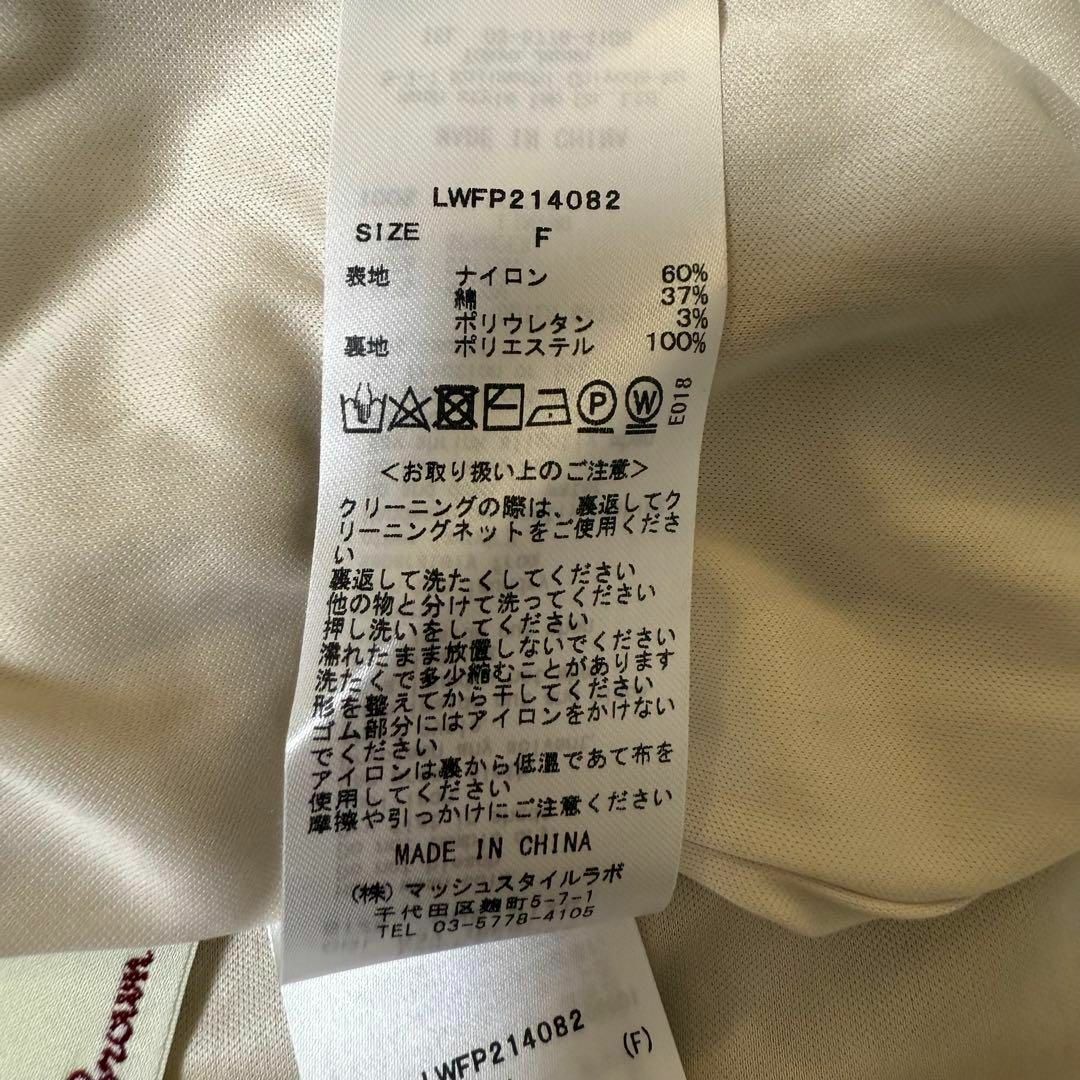 MADE IN CHINA
LWFP214082
SIZE F
表地 ナイロン 60%
綿 37%
ポリウレタン 3%
裏地 ポリエステル 100%
P W E018
<お取り扱い上のご注意>
クリーニングの際は、裏返してク
リーニングネットをご使用くださ
い
裏返して洗たくしてください
他の物と分けて洗ってください
押し洗いをしてください
濡れたまま放置しないでください
洗たくで多少縮むことがあります
形を整えてから干してください
ゴム部分にはアイロンをかけない
でください
アイロンは裏から低温であて布を
使用してください
摩擦や引っかけにご注意ください
MADE IN CHINA
(株)マッシュスタイルラボ
千代田区麹町5-7-1
TEL 03-5778-4105
LWFP214082
(F)